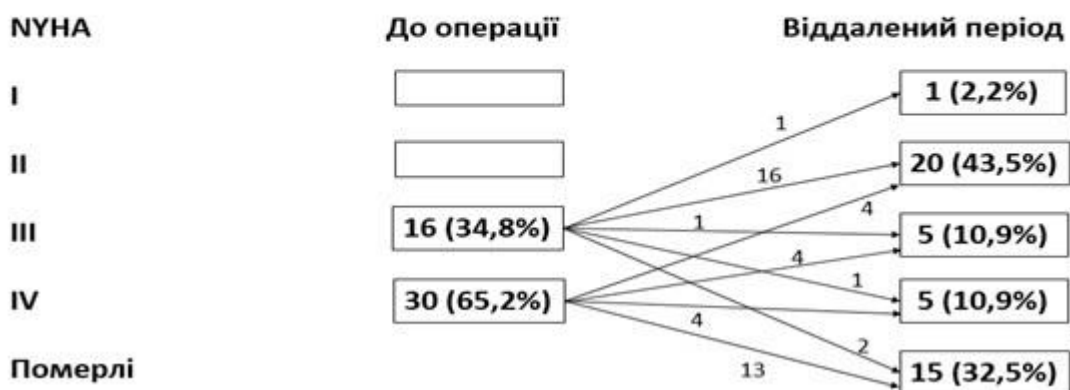 NYHA До операції Віддалений період
I 1 (2,2%)
1
II 20 (43,5%)
16
4
III 16 (34,8%) 1 5 (10,9%)
4
1
IV 30 (65,2%) 5 (10,9%)
4
2
Померлі 13 15 (32,5%)